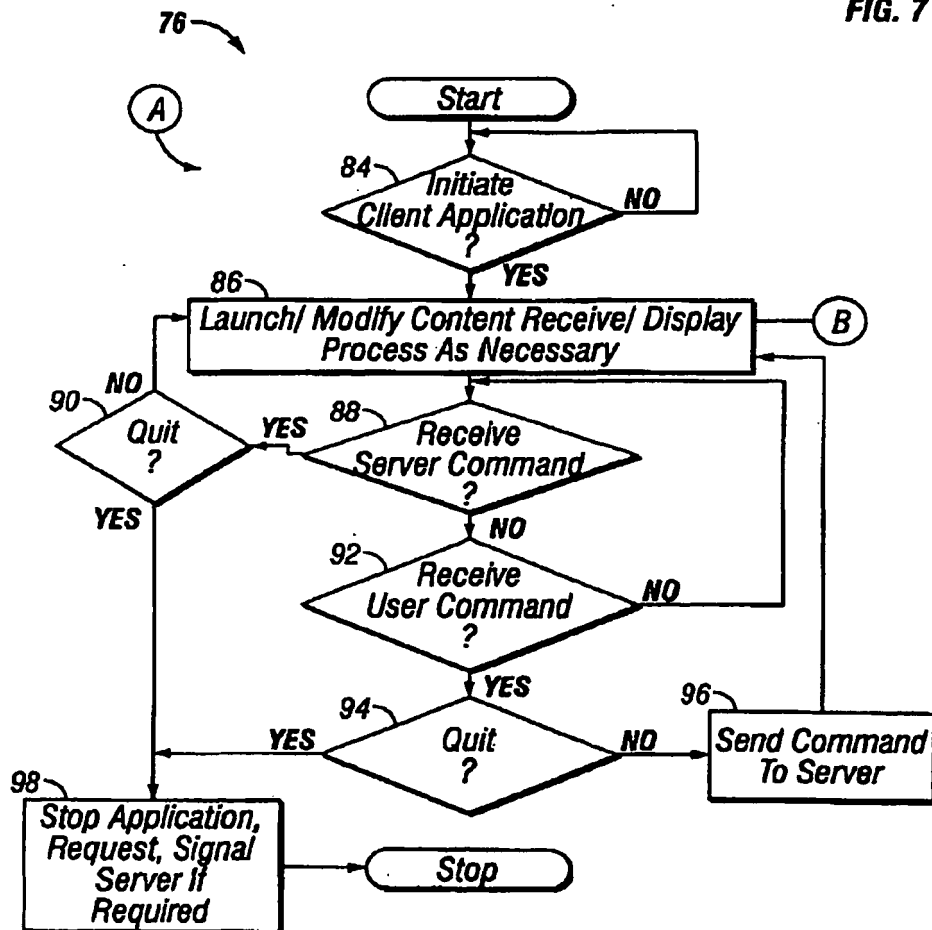 FIG. 7
76
A
Start
84
Initiate
Client Application
?
NO
YES
86
Launch/ Modify Content Receive/ Display
Process As Necessary
B
NO
90
Quit
?
YES
YES
88
Receive
Server Command
?
NO
92
Receive
User Command
?
NO
YES
94
Quit
?
YES
NO
96
Send Command
To Server
98
Stop Application,
Request, Signal
Server If
Required
Stop